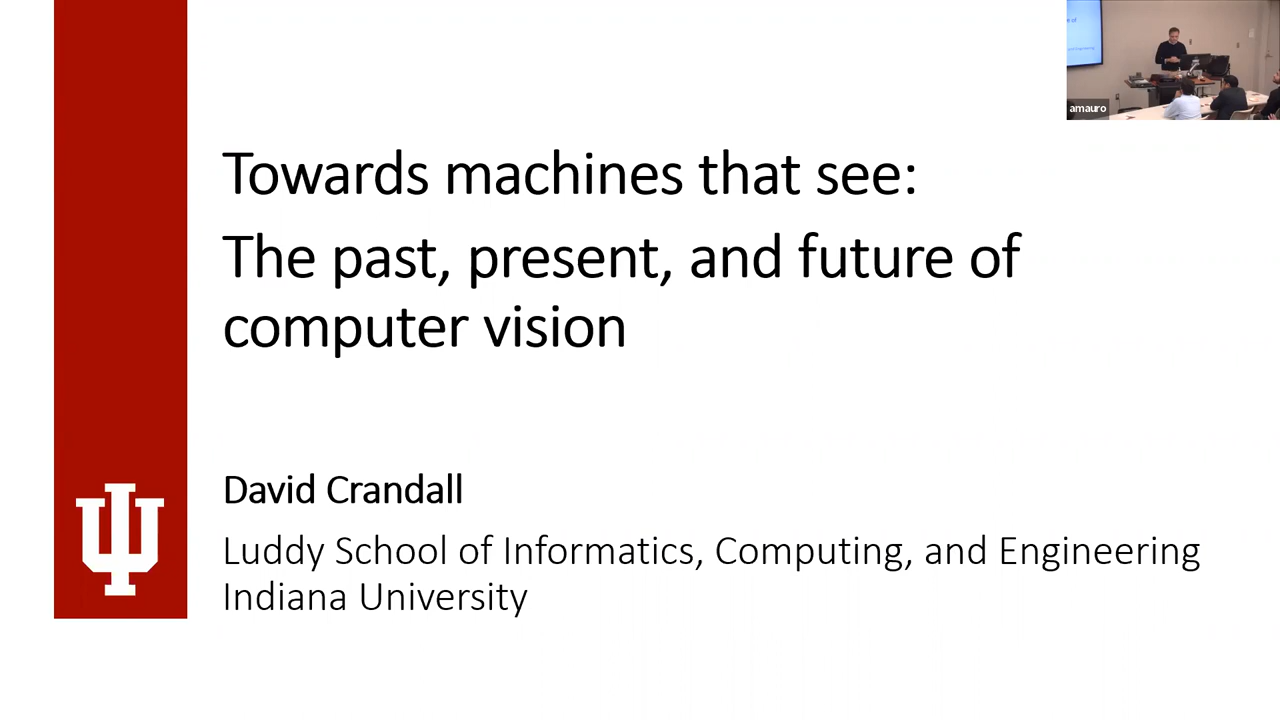 Towards machines that see:
The past, present, and future of
computer vision
David Crandall
Luddy School of Informatics, Computing, and Engineering
Indiana University
amauro